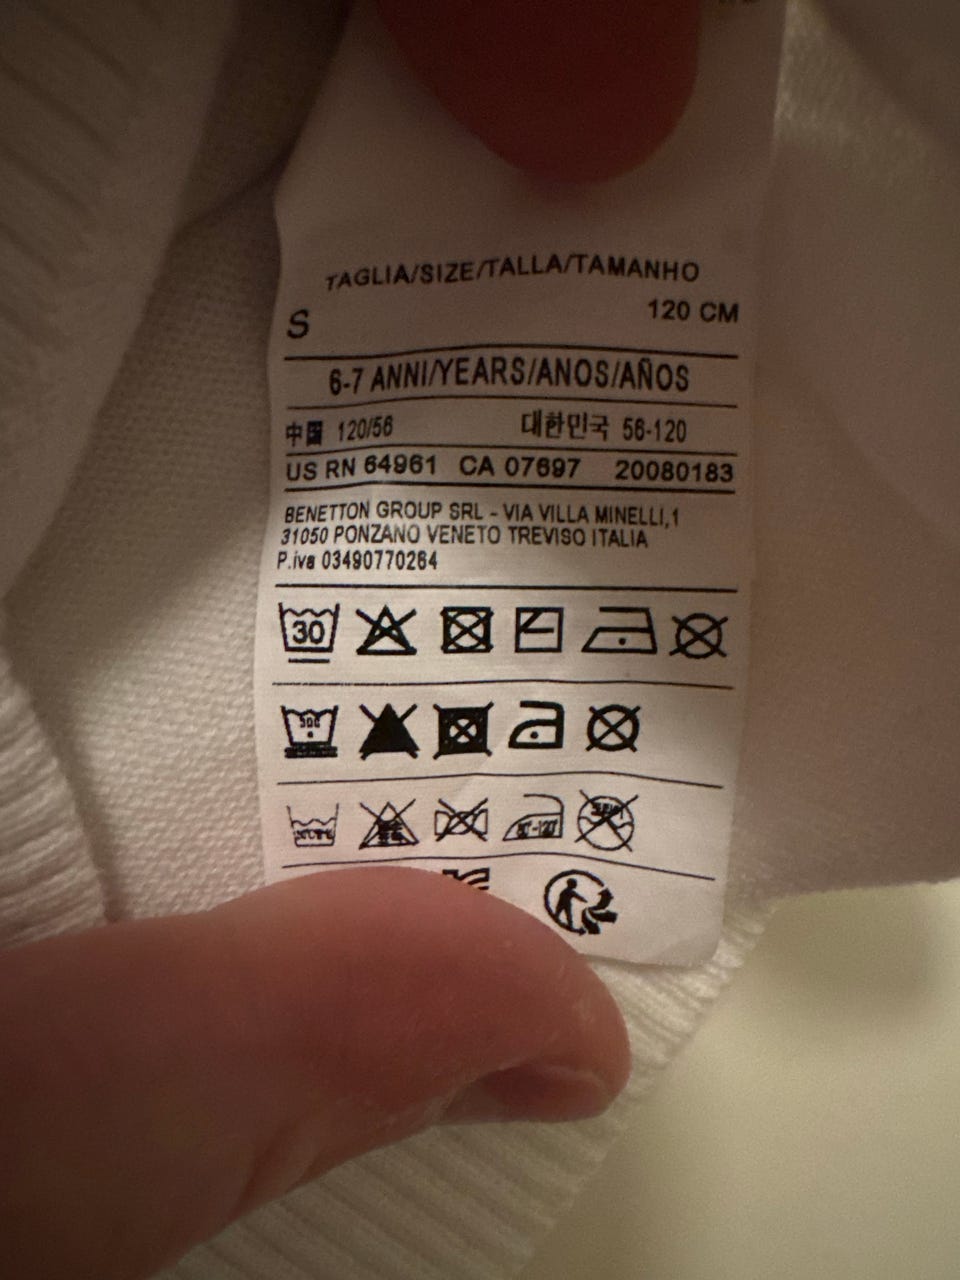 TAGLIA/SIZE/TALLA/TAMANHO
S 120 CM
6-7 ANNI/YEARS/ANOS/AÑOS
中国 120/56 대한민국 56-120
US RN 64961 CA 07697 20080183
BENETTON GROUP SRL - VIA VILLA MINELLI,1
31050 PONZANO VENETO TREVISO ITALIA
P.iva 03490770264
30
80°-120°